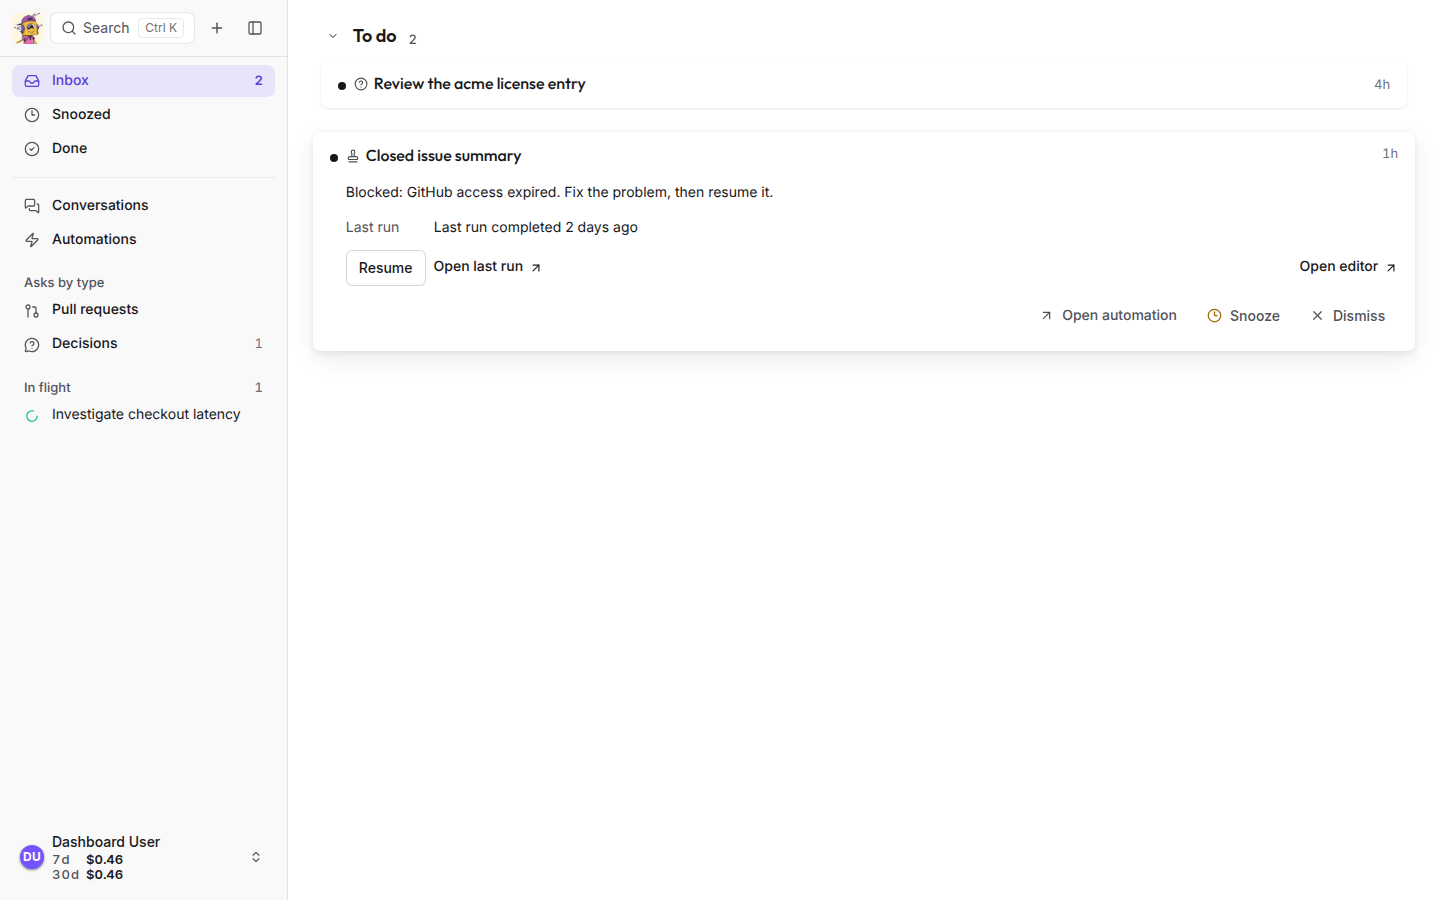 Search Ctrl K
Inbox 2
Snoozed
Done
Conversations
Automations
Asks by type
Pull requests
Decisions 1
In flight 1
Investigate checkout latency
DU
Dashboard User
7d $0.46
30d $0.46
To do 2
Review the acme license entry 4h
Closed issue summary 1h
Blocked: GitHub access expired. Fix the problem, then resume it.
Last run Last run completed 2 days ago
Resume Open last run Open editor
Open automation Snooze Dismiss